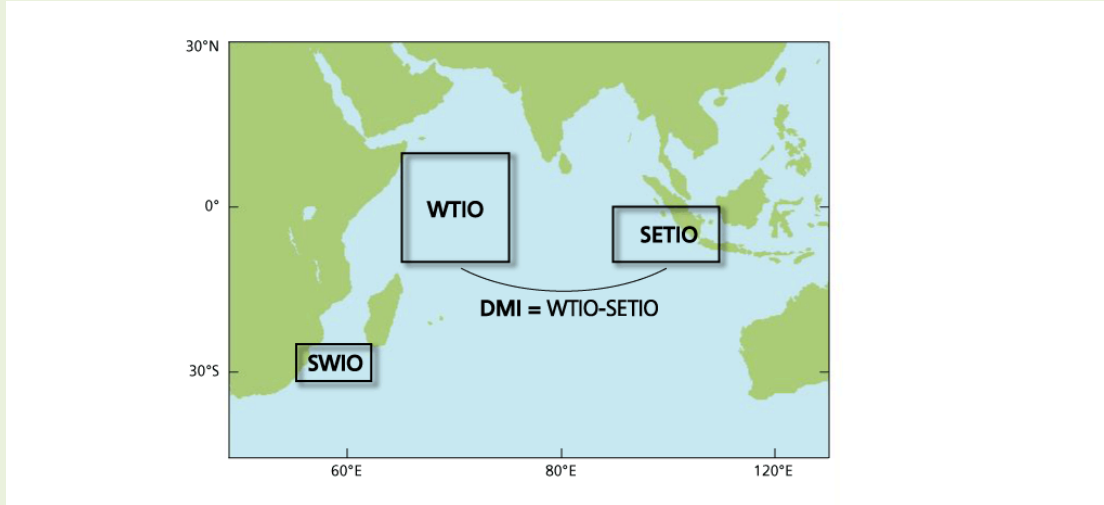 30°N
WTIO
0°
SETIO
DMI = WTIO-SETIO
SWIO
30°S
60°E 80°E 120°E